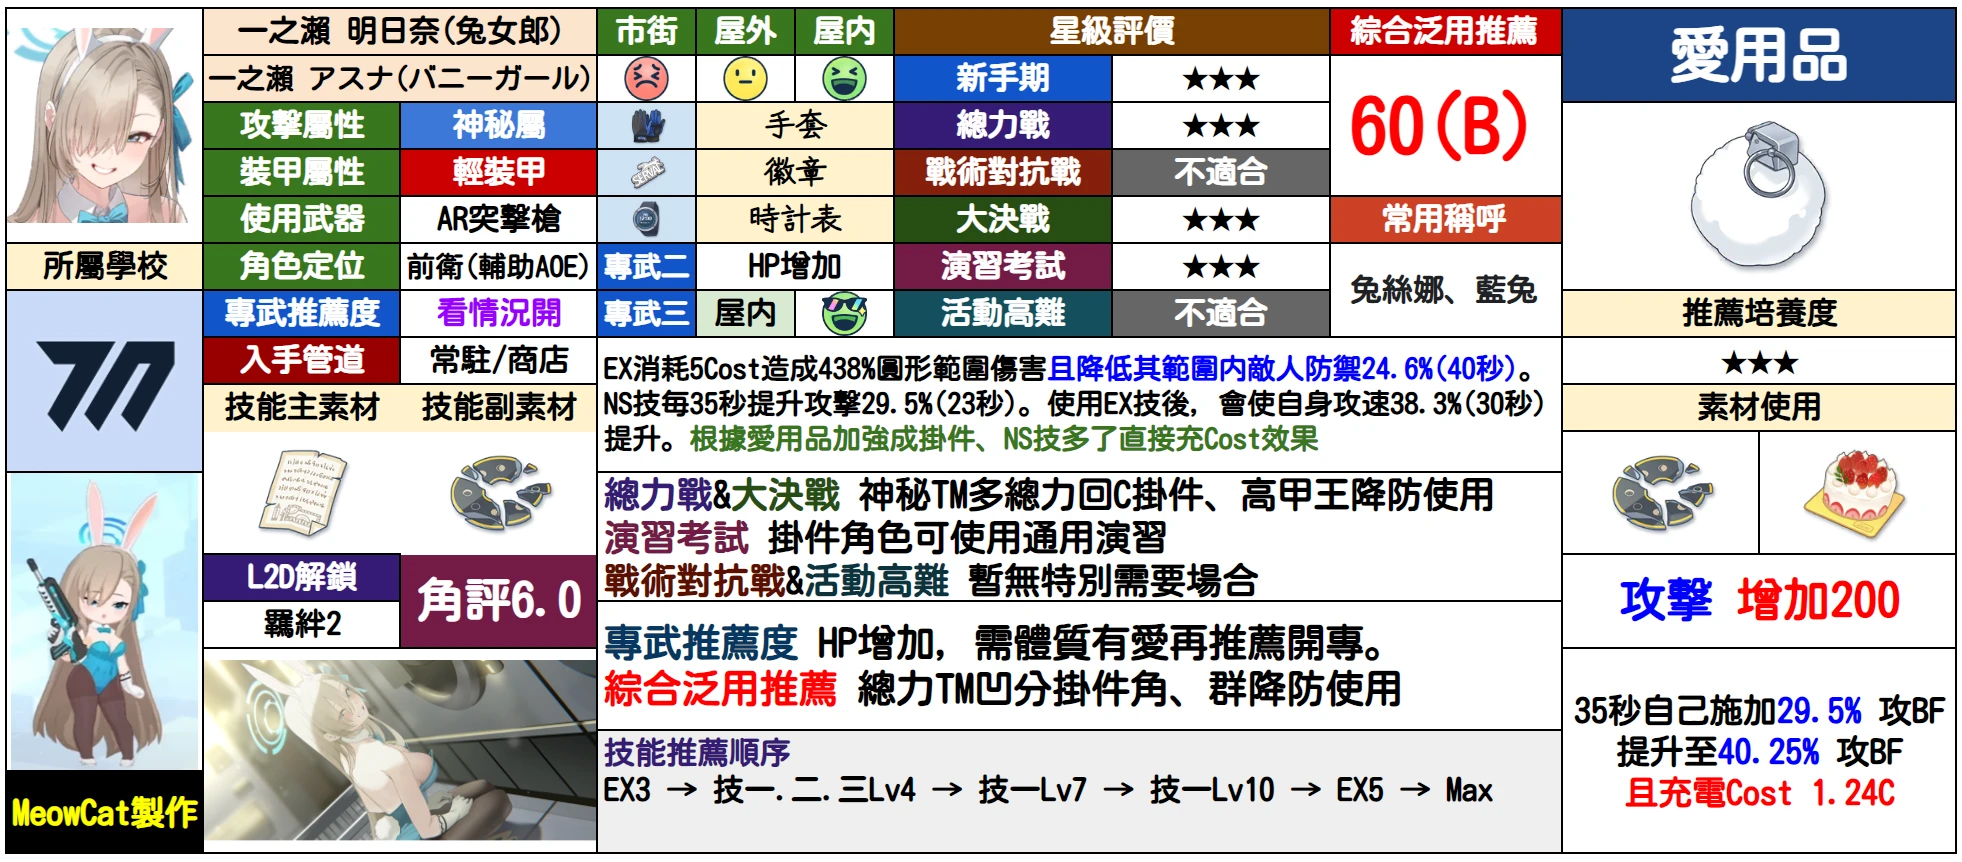 一之瀨 明日奈(兔女郎)
一之瀨 アスナ(バニーガール)
市街
屋外
屋內
星級評價
綜合泛用推薦
愛用品
新手期
★★★
60(B)
攻擊屬性
神秘屬
手套
總力戰
★★★
裝甲屬性
輕裝甲
徽章
戰術對抗戰
不適合
使用武器
AR突擊槍
時計表
大決戰
★★★
常用稱呼
所屬學校
角色定位
前衛(輔助AOE)
專武二
HP增加
演習考試
★★★
兔絲娜、藍兔
專武推薦度
看情況開
專武三
屋内
活動高難
不適合
推薦培養度
★★★
入手管道
常駐/商店
EX消耗5Cost造成438%圓形範圍傷害且降低其範圍內敵人防禦24.6%(40秒)。
NS技每35秒提升攻擊29.5%(23秒)。使用EX技後, 會使自身攻速38.3%(30秒)
提升。根據愛用品加強成掛件、NS技多了直接充Cost效果
技能主素材
技能副素材
素材使用
總力戰&大決戰 神秘TM多總力回C掛件、高甲王降防使用
演習考試 掛件角色可使用通用演習
戰術對抗戰&活動高難 暫無特別需要場合
L2D解鎖
羈絆2
角評6.0
攻擊 增加200
專武推薦度 HP增加, 需體質有愛再推薦開專。
綜合泛用推薦 總力TM凹分掛件角、群降防使用
35秒自己施加29.5% 攻BF
提升至40.25% 攻BF
且充電Cost 1.24C
技能推薦順序
EX3 → 技一.二.三Lv4 → 技一Lv7 → 技一Lv10 → EX5 → Max
MeowCat製作